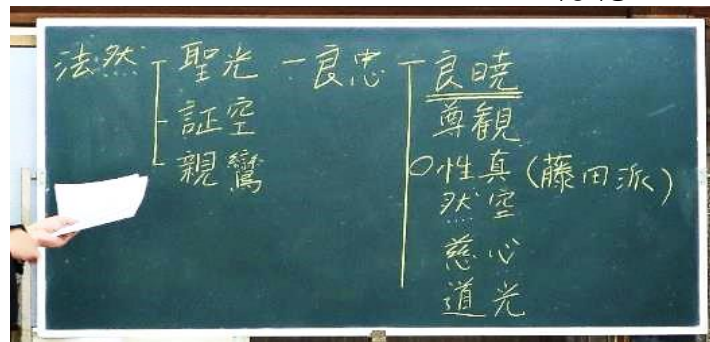 法然 聖光 良忠 良暁
証空 尊観
親鸞 性真(藤田派)
然空
慈心
道光